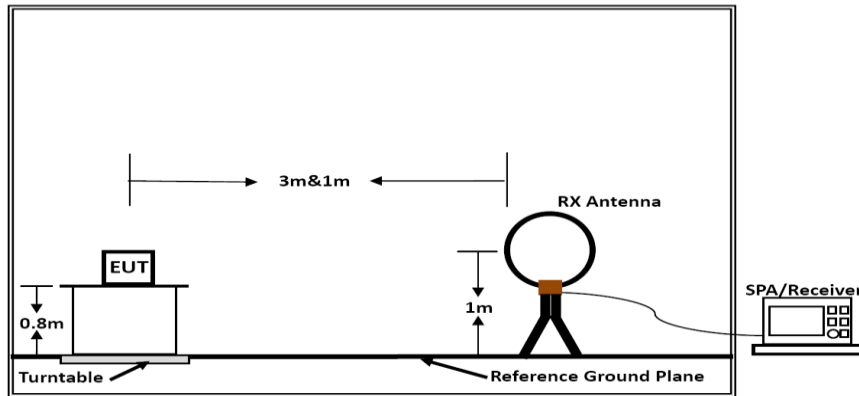 3m&1m
RX Antenna
EUT
SPA/Receiver
0.8m
1m
Turntable
Reference Ground Plane